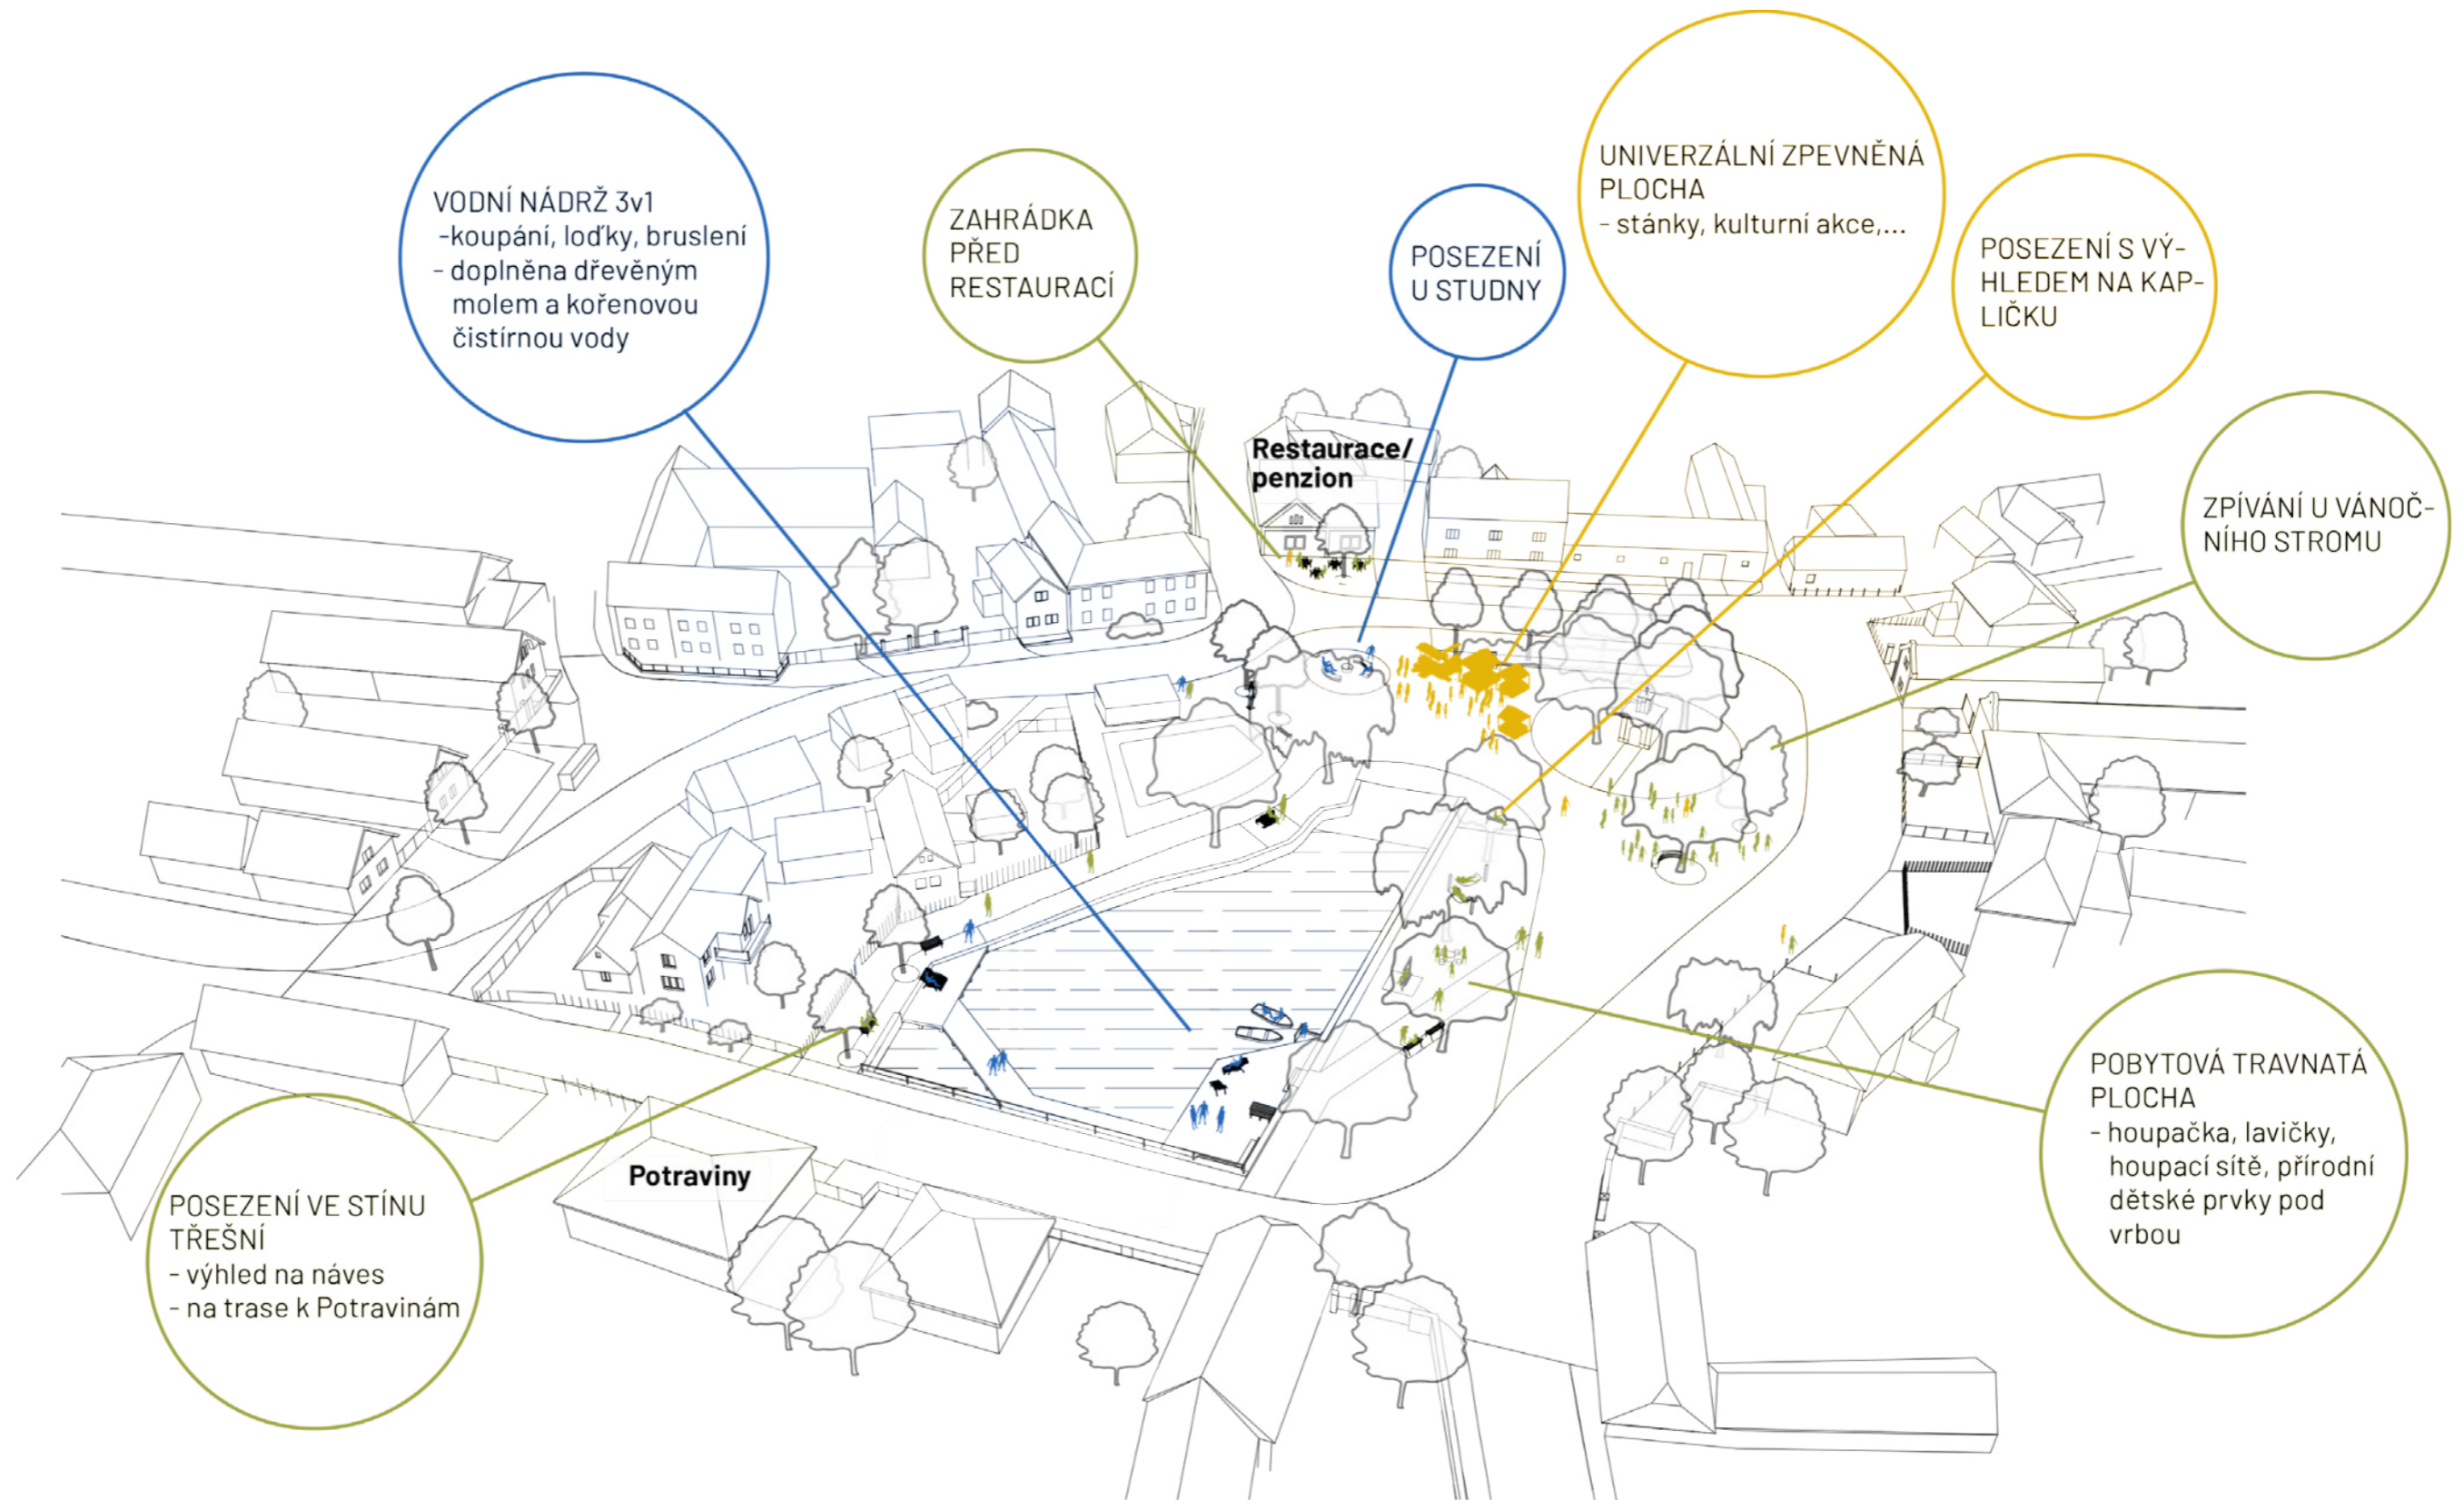 VODNÍ NÁDRŽ 3v1
-koupání, loďky, bruslení
- doplněna dřevěným
molem a kořenovou
čistírnou vody
ZAHRÁDKA
PŘED
RESTAURACÍ
POSEZENÍ
U STUDNY
UNIVERZÁLNÍ ZPEVNĚNÁ
PLOCHA
- stánky, kulturní akce,...
POSEZENÍ S VÝ-
HLEDEM NA KAP-
LIČKU
ZPÍVÁNÍ U VÁNOČ-
NÍHO STROMU
Restaurace/
penzion
POBYTOVÁ TRAVNATÁ
PLOCHA
- houpačka, lavičky,
houpací sítě, přírodní
dětské prvky pod
vrbou
Potraviny
POSEZENÍ VE STÍNU
TŘEŠNÍ
- výhled na náves
- na trase k Potravinám